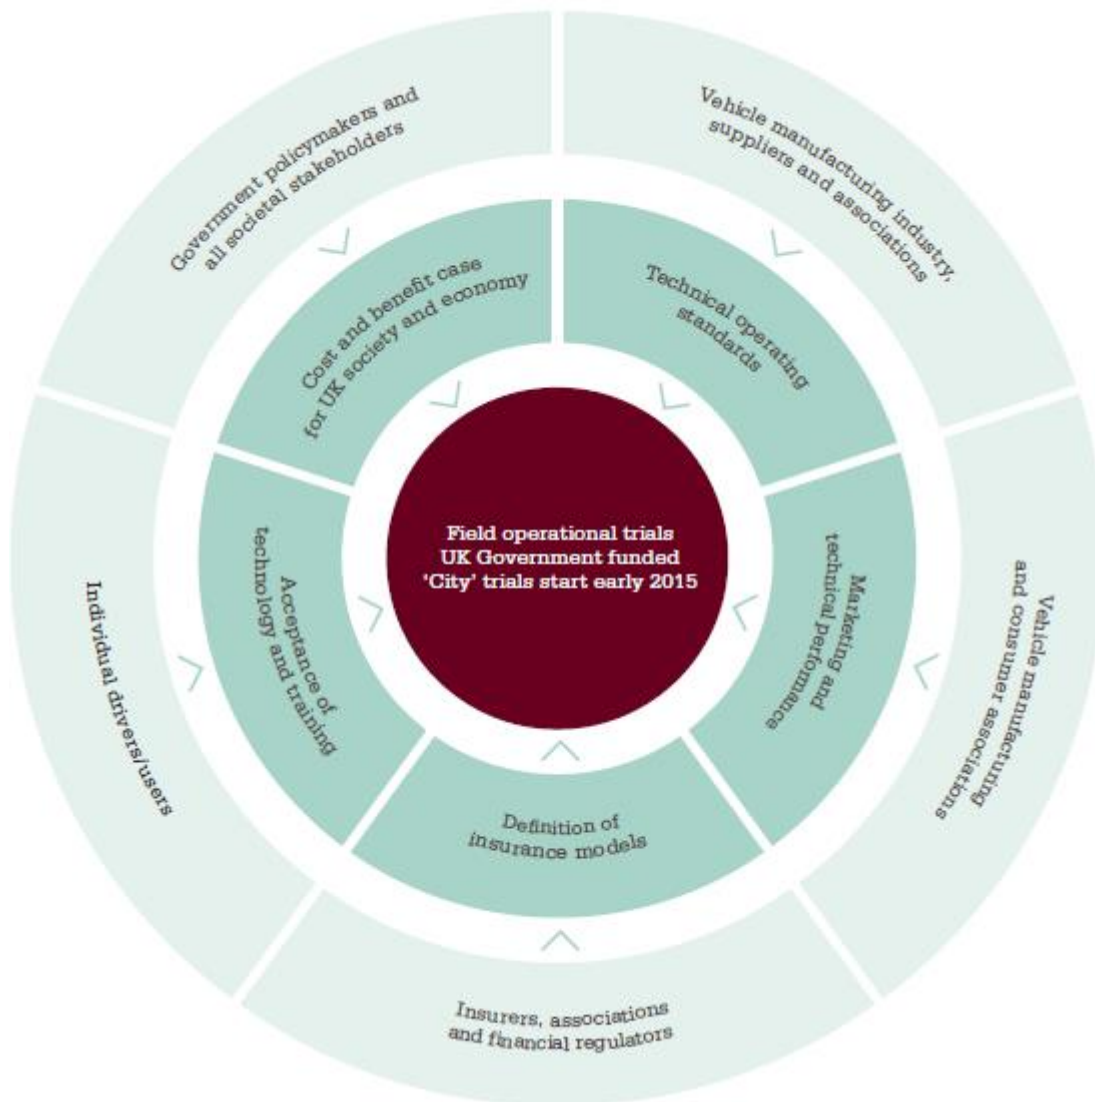 Government policymakers and
all societal stakeholders
Vehicle manufacturing industry,
suppliers and associations
Cost and benefit case
for UK society and economy
Technical operating
standards
Field operational trials
UK Government funded
'City' trials start early 2015
Individual drivers/users
Acceptance of
technology and training
Marketing and
technical performance
Vehicle manufacturing
and consumer associations
Definition of
insurance models
Insurers, associations
and financial regulators